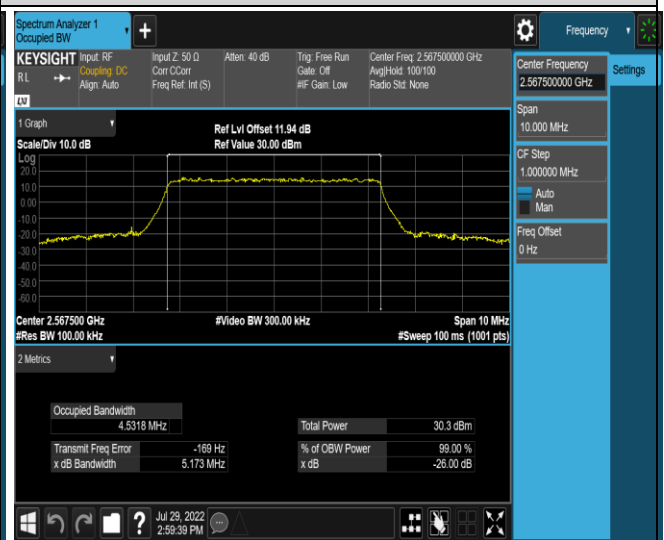 Spectrum Analyzer 1
Occupied BW
+
Frequency
KEYSIGHT
RL
LXI
Input: RF
Coupling: DC
Align: Auto
Input Z: 50 Ω
Corr CCorr
Freq Ref: Int (S)
Atten: 40 dB
Trig: Free Run
Gate: Off
#IF Gain: Low
Center Freq: 2.567500000 GHz
Avg|Hold: 100/100
Radio Std: None
Center Frequency
2.567500000 GHz
Settings
Span
10.000 MHz
CF Step
1.000000 MHz
Auto
Man
Freq Offset
0 Hz
1 Graph
Scale/Div 10.0 dB
Ref Lvl Offset 11.94 dB
Ref Value 30.00 dBm
Log
20.0
10.0
0.00
-10.0
-20.0
-30.0
-40.0
-50.0
-60.0
Center 2.567500 GHz
#Res BW 100.00 kHz
#Video BW 300.00 kHz
Span 10 MHz
#Sweep 100 ms (1001 pts)
2 Metrics
Occupied Bandwidth
4.5318 MHz
Total Power 30.3 dBm
Transmit Freq Error -169 Hz
% of OBW Power 99.00 %
x dB Bandwidth 5.173 MHz
x dB -26.00 dB
?
Jul 29, 2022
2:59:39 PM